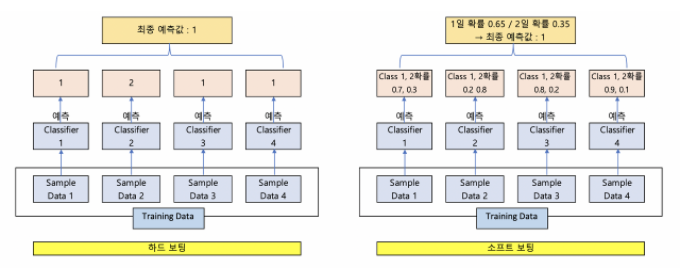 최종 예측값 : 1
1
2
1
1
예측
예측
예측
예측
Classifier
1
Classifier
2
Classifier
3
Classifier
4
Sample
Data 1
Sample
Data 2
Sample
Data 3
Sample
Data 4
Training Data
하드 보팅
1일 확률 0.65 / 2일 확률 0.35
→ 최종 예측값 : 1
Class 1, 2확률
0.7, 0.3
Class 1, 2확률
0.2 0.8
Class 1, 2확률
0.8, 0.2
Class 1, 2확률
0.9, 0.1
예측
예측
예측
예측
Classifier
1
Classifier
2
Classifier
3
Classifier
4
Sample
Data 1
Sample
Data 2
Sample
Data 3
Sample
Data 4
Training Data
소프트 보팅